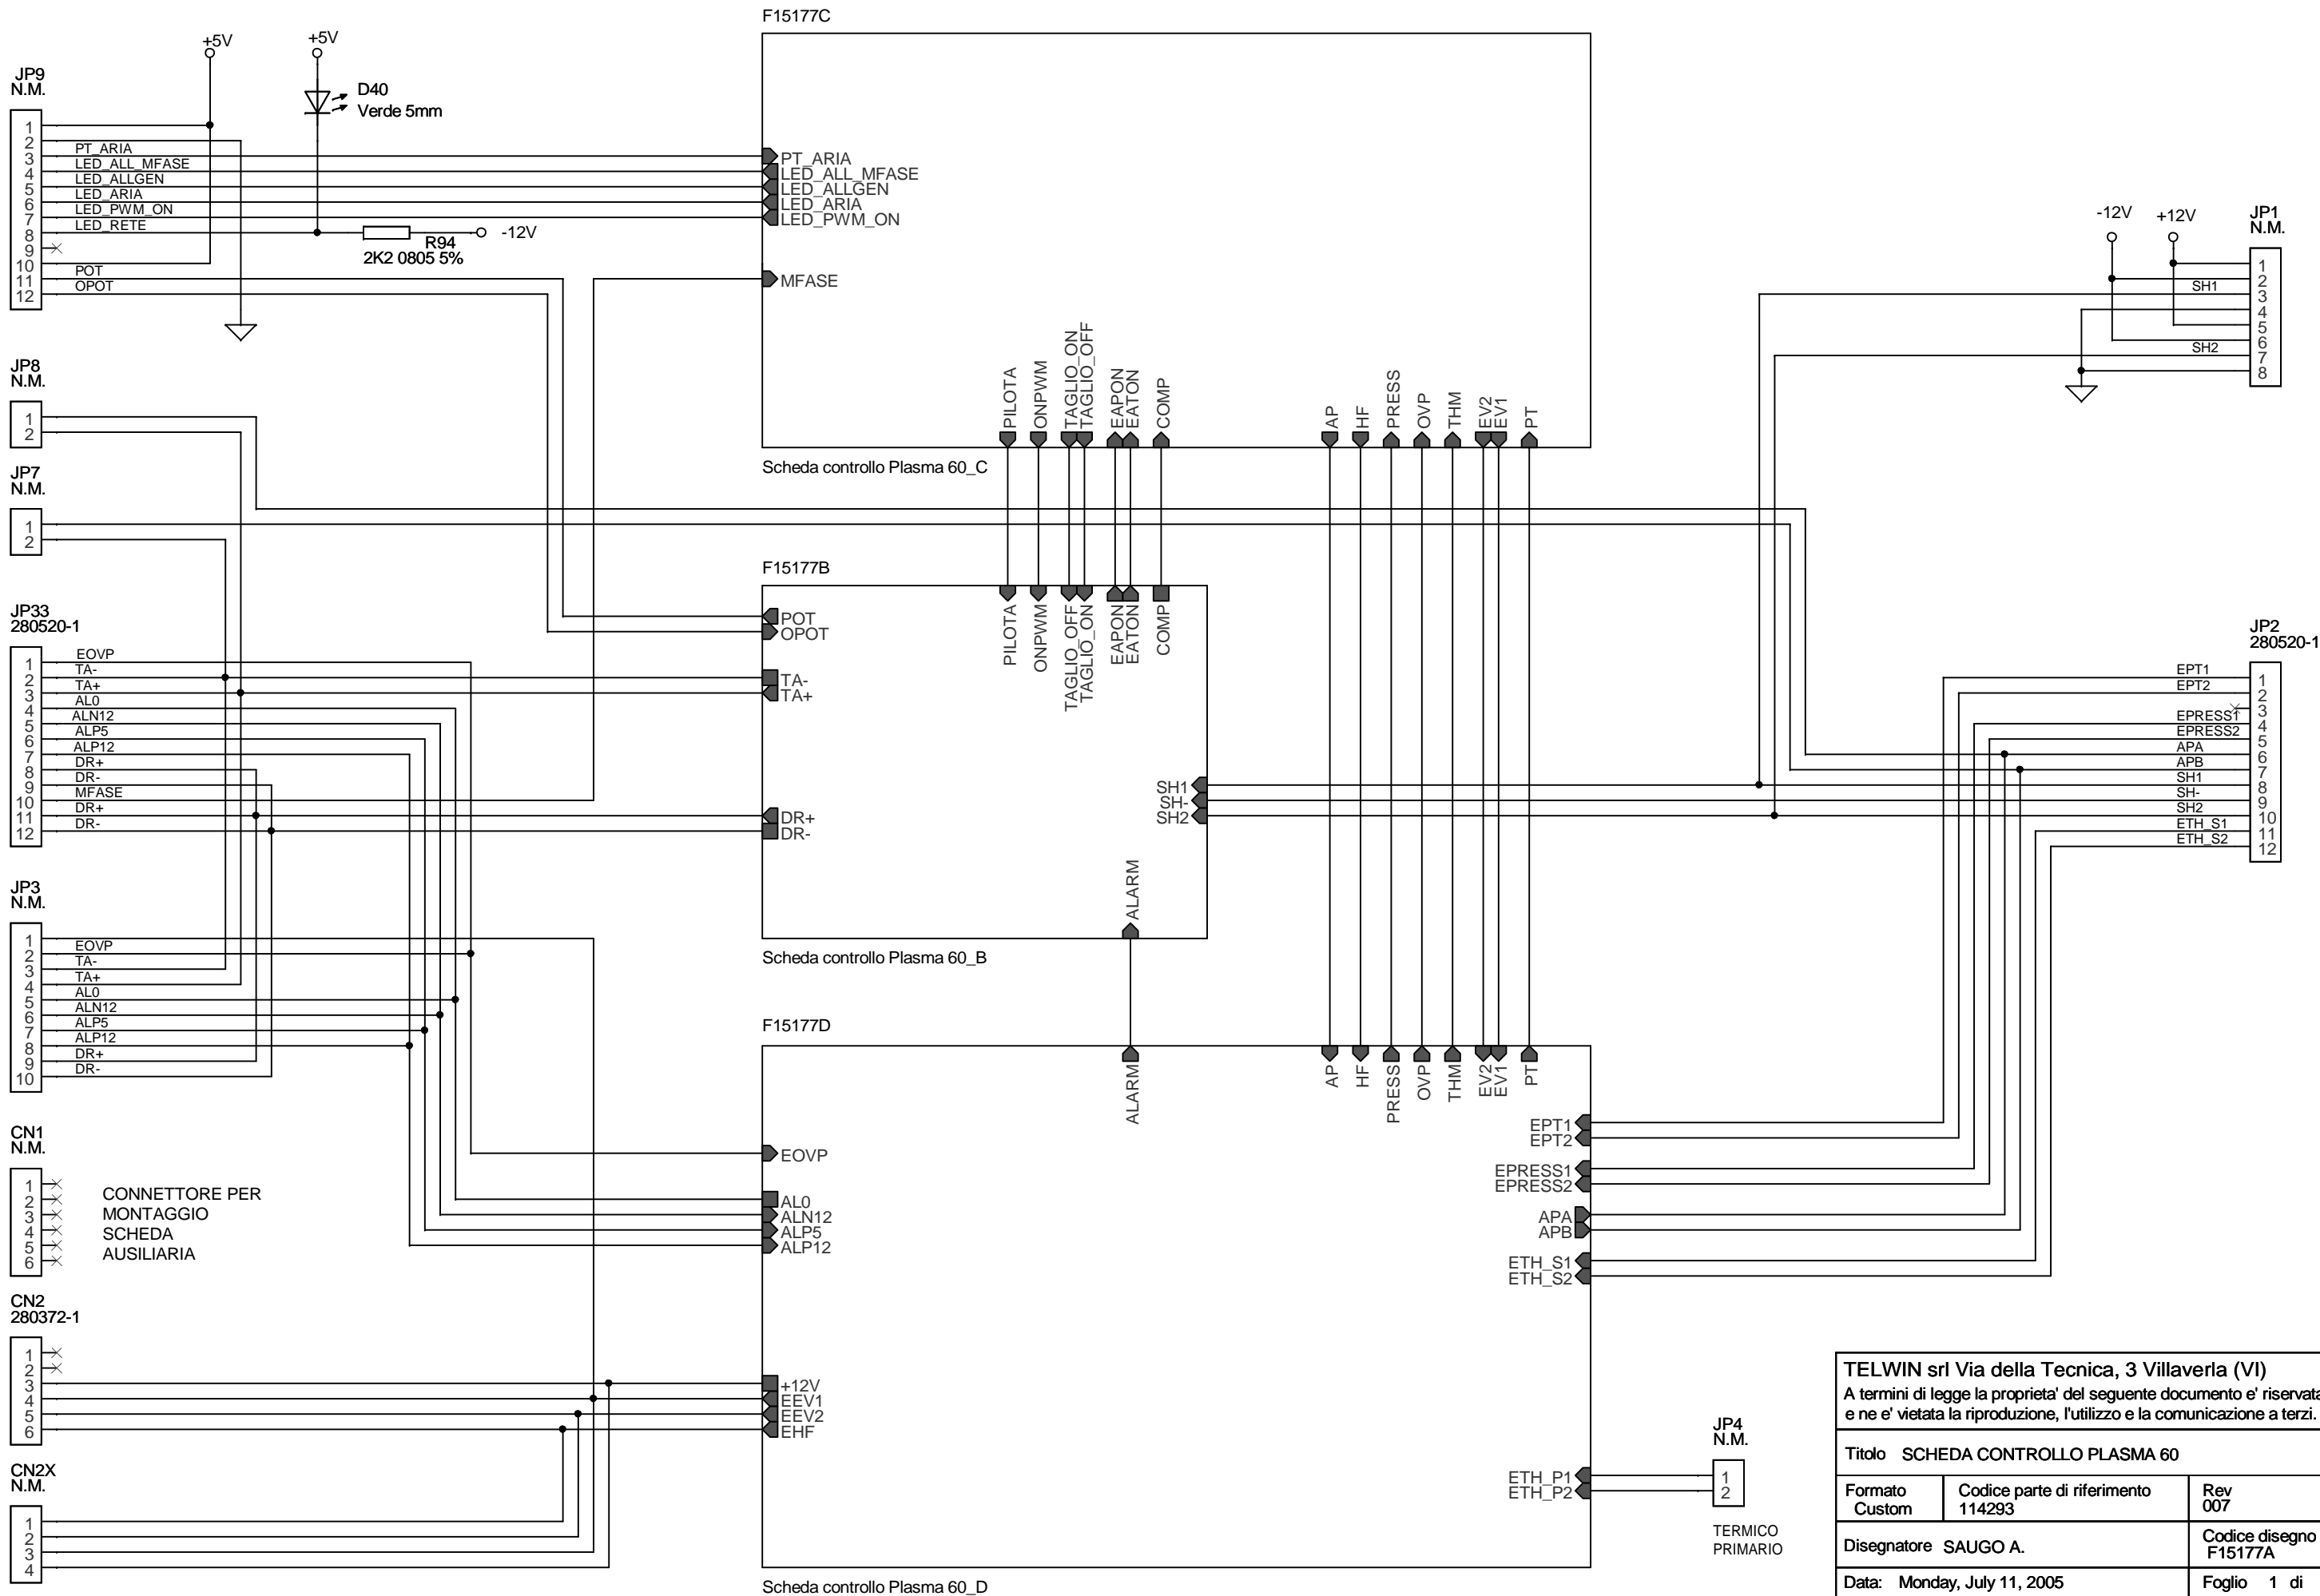 F15177C
+5V
+5V
JP9
N.M.
D40
Verde 5mm
1
2
3
4
5
6
7
8
9
10
11
12
PT_ARIA
LED_ALL_MFASE
LED_ALLGEN
LED_ARIA
LED_PWM_ON
LED_RETE
POT
OPOT
R94
2K2 0805 5%
-12V
PT_ARIA
LED_ALL_MFASE
LED_ALLGEN
LED_ARIA
LED_PWM_ON
MFASE
PILOTA
ONPWM
TAGLIO_ON
TAGLIO_OFF
EAPON
EATON
COMP
AP
HF
PRESS
OVP
THM
EV2
EV1
PT
Scheda controllo Plasma 60_C
-12V
+12V
JP1
N.M.
SH1
SH2
1
2
3
4
5
6
7
8
JP8
N.M.
1
2
JP7
N.M.
1
2
JP33
280520-1
1
2
3
4
5
6
7
8
9
10
11
12
EOVP
TA-
TA+
AL0
ALN12
ALP5
ALP12
DR+
DR-
MFASE
DR+
DR-
F15177B
POT
OPOT
TA-
TA+
DR+
DR-
PILOTA
ONPWM
TAGLIO_OFF
TAGLIO_ON
EAPON
EATON
COMP
SH1
SH-
SH2
ALARM
Scheda controllo Plasma 60_B
JP2
280520-1
EPT1
EPT2
EPRESS1
EPRESS2
APA
APB
SH1
SH-
SH2
ETH_S1
ETH_S2
1
2
3
4
5
6
7
8
9
10
11
12
JP3
N.M.
1
2
3
4
5
6
7
8
9
10
EOVP
TA-
TA+
AL0
ALN12
ALP5
ALP12
DR+
DR-
F15177D
ALARM
AP
HF
PRESS
OVP
THM
EV2
EV1
PT
EOVP
AL0
ALN12
ALP5
ALP12
+12V
EEV1
EEV2
EHF
EPT1
EPT2
EPRESS1
EPRESS2
APA
APB
ETH_S1
ETH_S2
ETH_P1
ETH_P2
Scheda controllo Plasma 60_D
CN1
N.M.
1
2
3
4
5
6
CONNETTORE PER
MONTAGGIO
SCHEDA
AUSILIARIA
CN2
280372-1
1
2
3
4
5
6
CN2X
N.M.
1
2
3
4
JP4
N.M.
1
2
TERMICO
PRIMARIO
TELWIN srl Via della Tecnica, 3 Villaverla (VI)
A termini di legge la proprieta' del seguente documento e' riservata
e ne e' vietata la riproduzione, l'utilizzo e la comunicazione a terzi.
Titolo SCHEDA CONTROLLO PLASMA 60
Formato
Custom
Codice parte di riferimento
114293
Rev
007
Disegnatore SAUGO A.
Codice disegno
F15177A
Data: Monday, July 11, 2005
Foglio 1 di